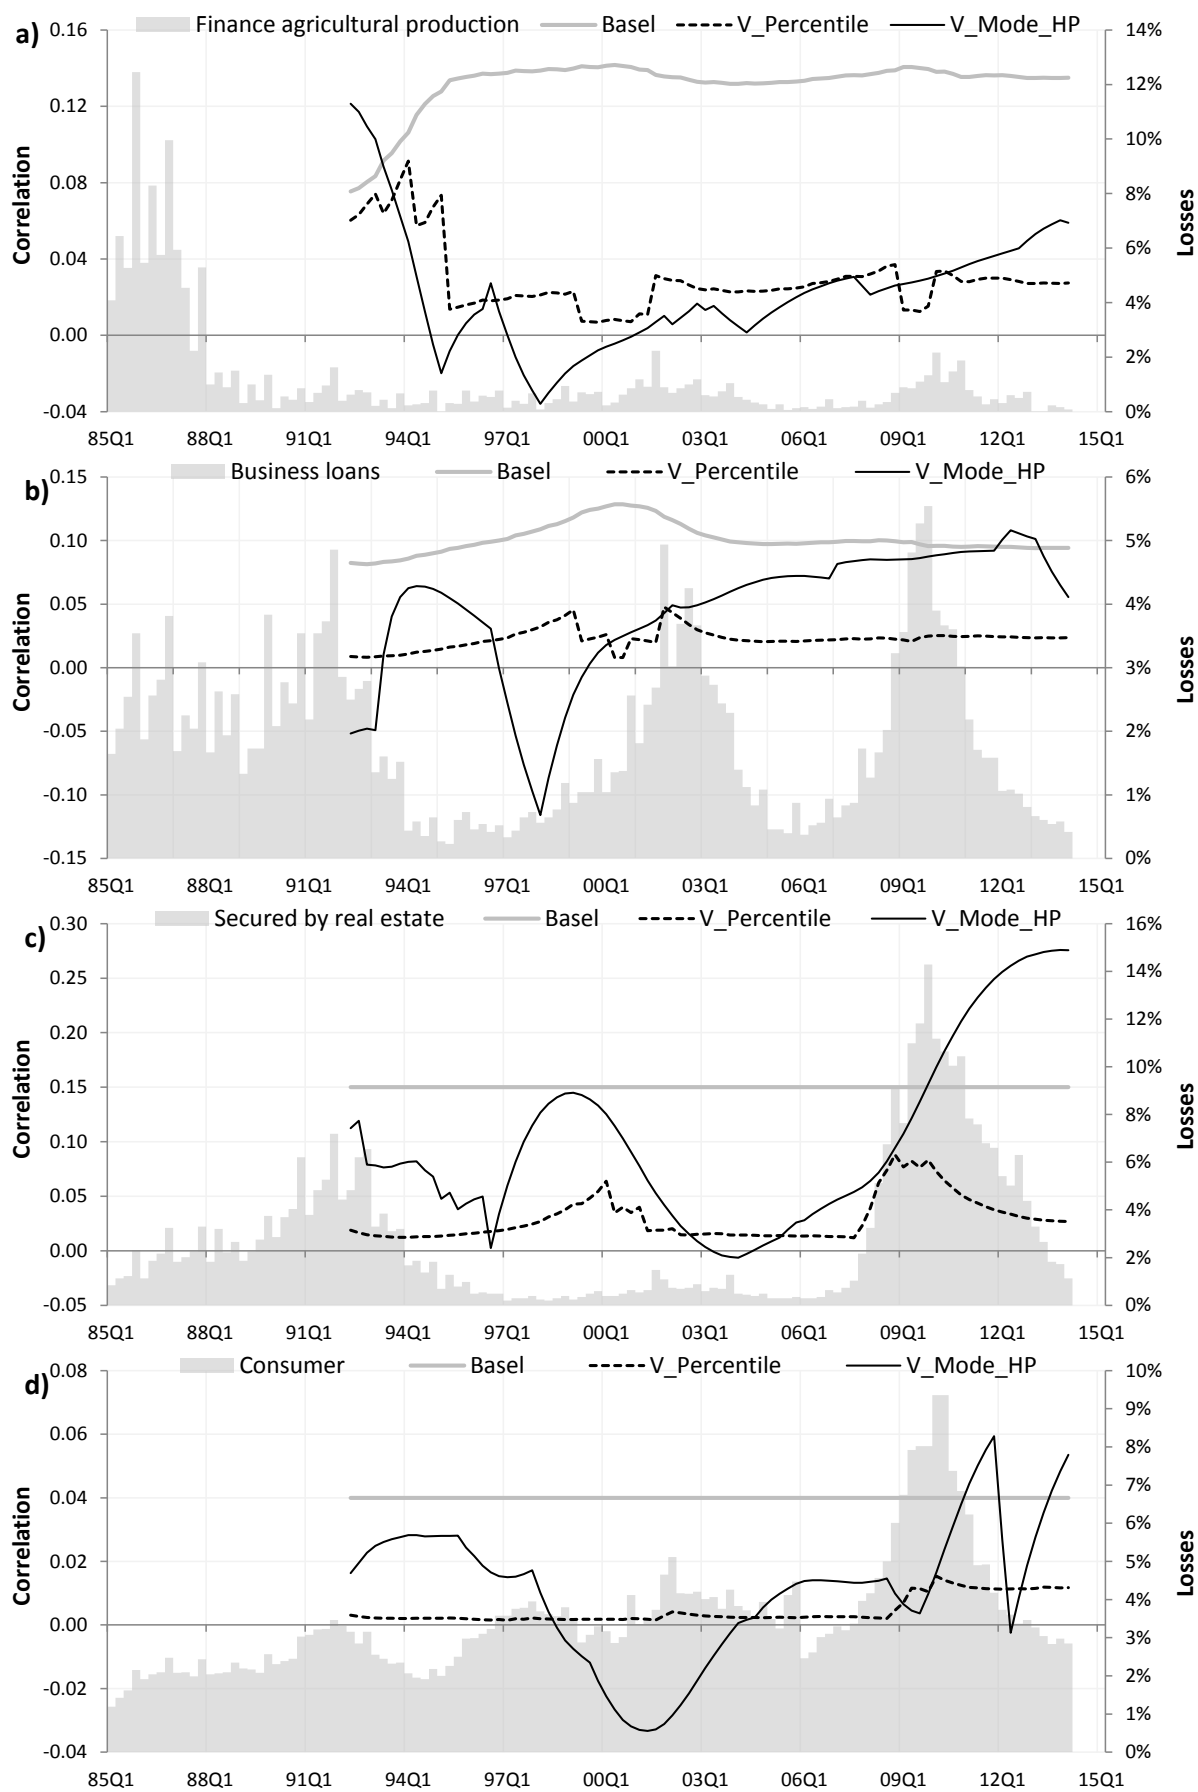 a)
Finance agricultural production Basel V_Percentile V_Mode_HP
0.16 14%
12%
0.12
10%
0.08 8%
6%
0.04
4%
0.00
2%
-0.04 0%
Correlation
Losses
85Q1 88Q1 91Q1 94Q1 97Q1 00Q1 03Q1 06Q1 09Q1 12Q1 15Q1
b)
Business loans Basel V_Percentile V_Mode_HP
0.15 6%
0.10 5%
0.05 4%
0.00 3%
-0.05 2%
-0.10 1%
-0.15 0%
Correlation
Losses
85Q1 88Q1 91Q1 94Q1 97Q1 00Q1 03Q1 06Q1 09Q1 12Q1 15Q1
c)
Secured by real estate Basel V_Percentile V_Mode_HP
0.30 16%
0.25 14%
12%
0.20
10%
0.15
8%
0.10
6%
0.05 4%
0.00 2%
-0.05 0%
Correlation
Losses
85Q1 88Q1 91Q1 94Q1 97Q1 00Q1 03Q1 06Q1 09Q1 12Q1 15Q1
d)
Consumer Basel V_Percentile V_Mode_HP
0.08 10%
9%
0.06 8%
7%
0.04
6%
0.02 5%
4%
0.00
3%
-0.02 2%
1%
-0.04 0%
Correlation
Losses
85Q1 88Q1 91Q1 94Q1 97Q1 00Q1 03Q1 06Q1 09Q1 12Q1 15Q1